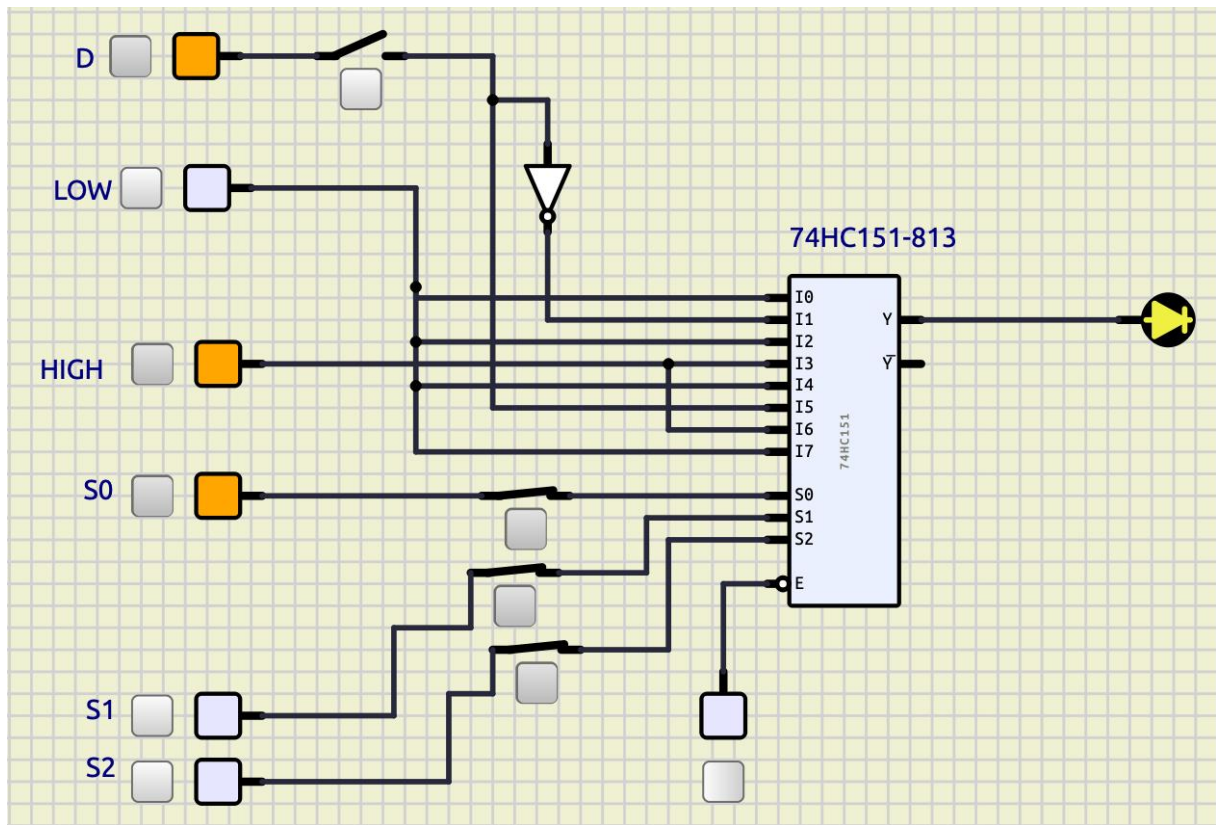 D
LOW
74HC151-813
I0
I1
I2
Y
I3
Y̅
HIGH
I4
I5
I6
I7
74HC151
S0
S0
S1
S2
E
S1
S2